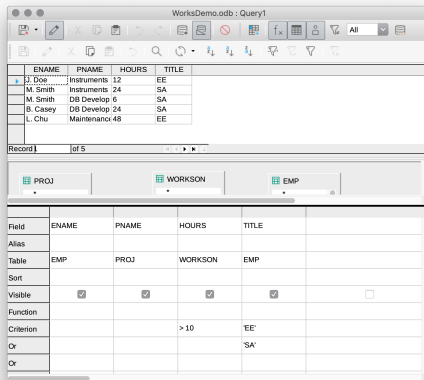 WorksDemo.odb : Query1
All
ENAME PNAME HOURS TITLE
J. Doe Instruments 12 EE
M. Smith Instruments 24 SA
M. Smith DB Develop 6 SA
B. Casey DB Develop 24 SA
L. Chu Maintenance 48 EE
Record 1 of 5
PROJ WORKSON EMP
* * *
Field ENAME PNAME HOURS TITLE
Alias
Table EMP PROJ WORKSON EMP
Sort
Visible
Function
Criterion > 10 'EE'
Or 'SA'
Or